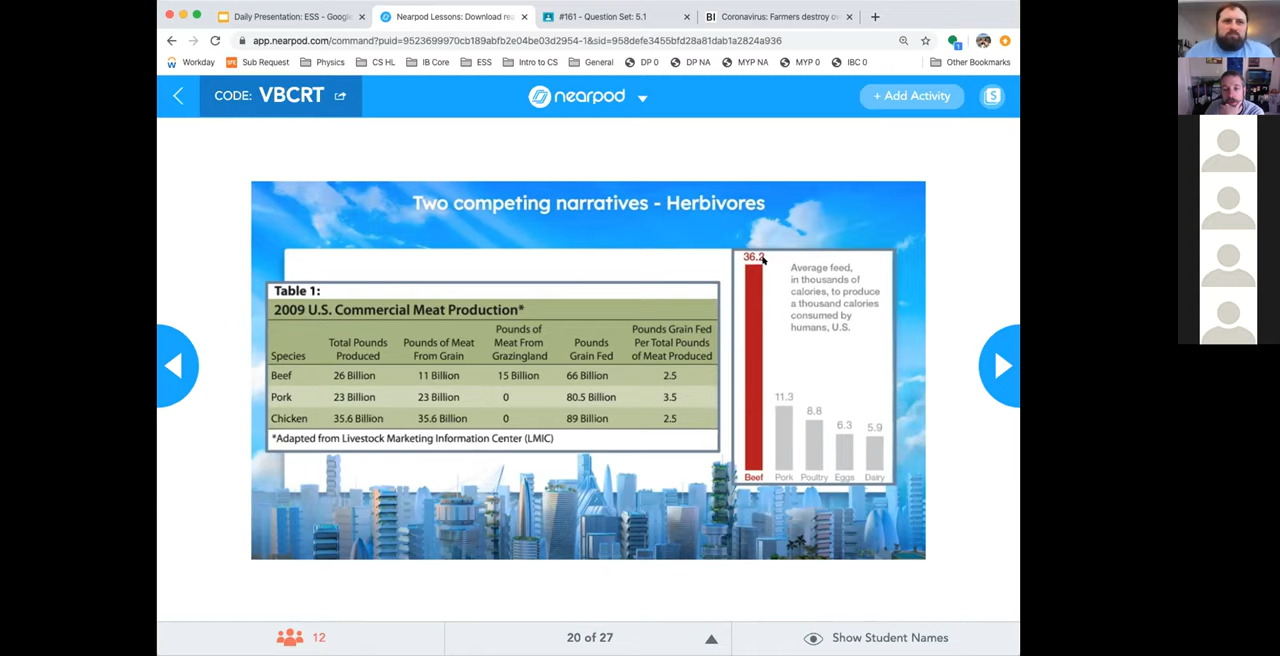 Daily Presentation: ESS - Google
Nearpod Lessons: Download rea
#161 - Question Set: 5.1
BI Coronavirus: Farmers destroy ov
app.nearpod.com/command?puid=9523699970cb189abfb2e04be03d2954-1&sid=958defe3455bfd28a81dab1a2824a936
Workday
SFE Sub Request
Physics
CS HL
IB Core
ESS
Intro to CS
General
DP 0
DP NA
MYP NA
MYP 0
IBC 0
Other Bookmarks
CODE: VBCRT
nearpod
+ Add Activity
S
Two competing narratives - Herbivores
Table 1:
2009 U.S. Commercial Meat Production*
Species Total Pounds Produced Pounds of Meat From Grain Pounds of Meat From Grazingland Pounds Grain Fed Pounds Grain Fed Per Total Pounds of Meat Produced
Beef 26 Billion 11 Billion 15 Billion 66 Billion 2.5
Pork 23 Billion 23 Billion 0 80.5 Billion 3.5
Chicken 35.6 Billion 35.6 Billion 0 89 Billion 2.5
*Adapted from Livestock Marketing Information Center (LMIC)
36.2
Average feed,
in thousands of
calories, to produce
a thousand calories
consumed by
humans, U.S.
11.3
8.8
6.3
5.9
Beef Pork Poultry Eggs Dairy
12
20 of 27
Show Student Names